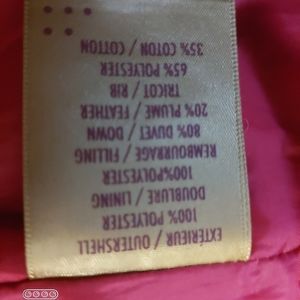 EXTÉRIEUR / OUTERSHELL
100% POLYESTER
DOUBLURE / LINING
100%POLYESTER
REMBOURRAGE / FILLING
80% DUVET / DOWN
20% PLUME / FEATHER
TRICOT / RIB
65% POLYESTER
35% COTON / COTTON